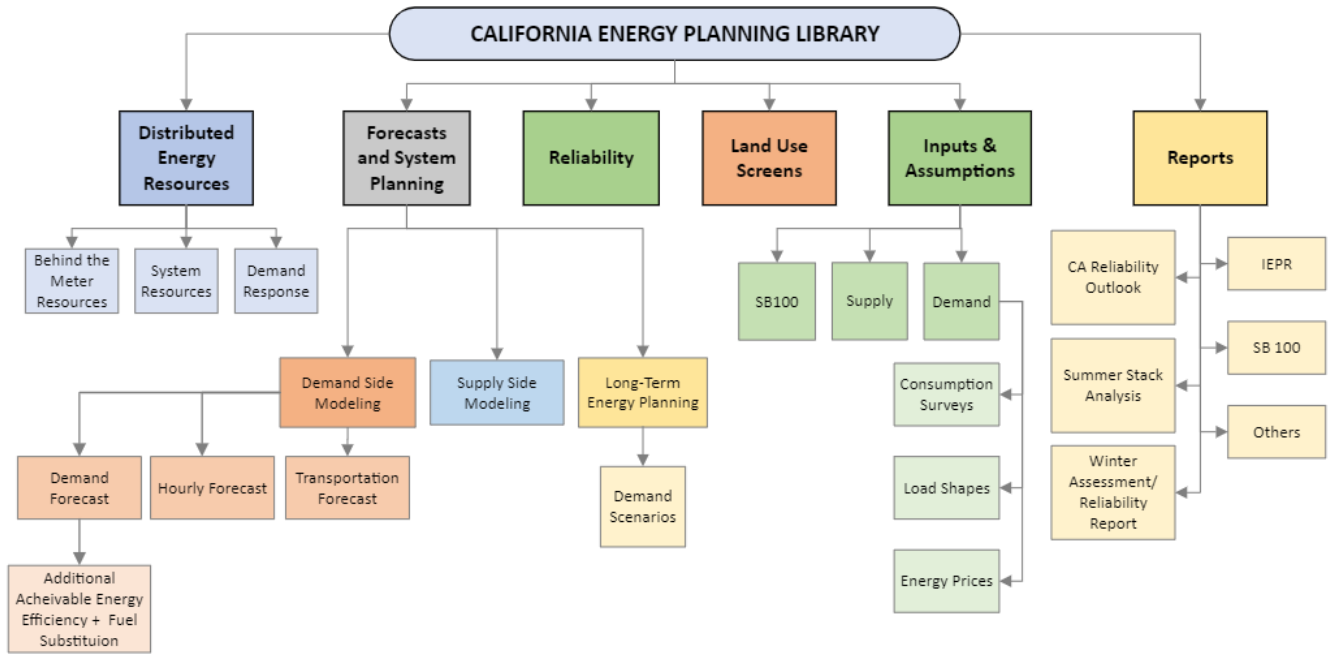 CALIFORNIA ENERGY PLANNING LIBRARY
Distributed
Energy
Resources
Forecasts
and System
Planning
Reliability
Land Use
Screens
Inputs &
Assumptions
Reports
Behind the
Meter
Resources
System
Resources
Demand
Response
SB100
Supply
Demand
CA Reliability
Outlook
IEPR
Demand Side
Modeling
Supply Side
Modeling
Long-Term
Energy Planning
Consumption
Surveys
Summer Stack
Analysis
SB 100
Others
Demand
Forecast
Hourly Forecast
Transportation
Forecast
Demand
Scenarios
Load Shapes
Winter
Assessment/
Reliability
Report
Additional
Acheivable Energy
Efficiency + Fuel
Substituion
Energy Prices